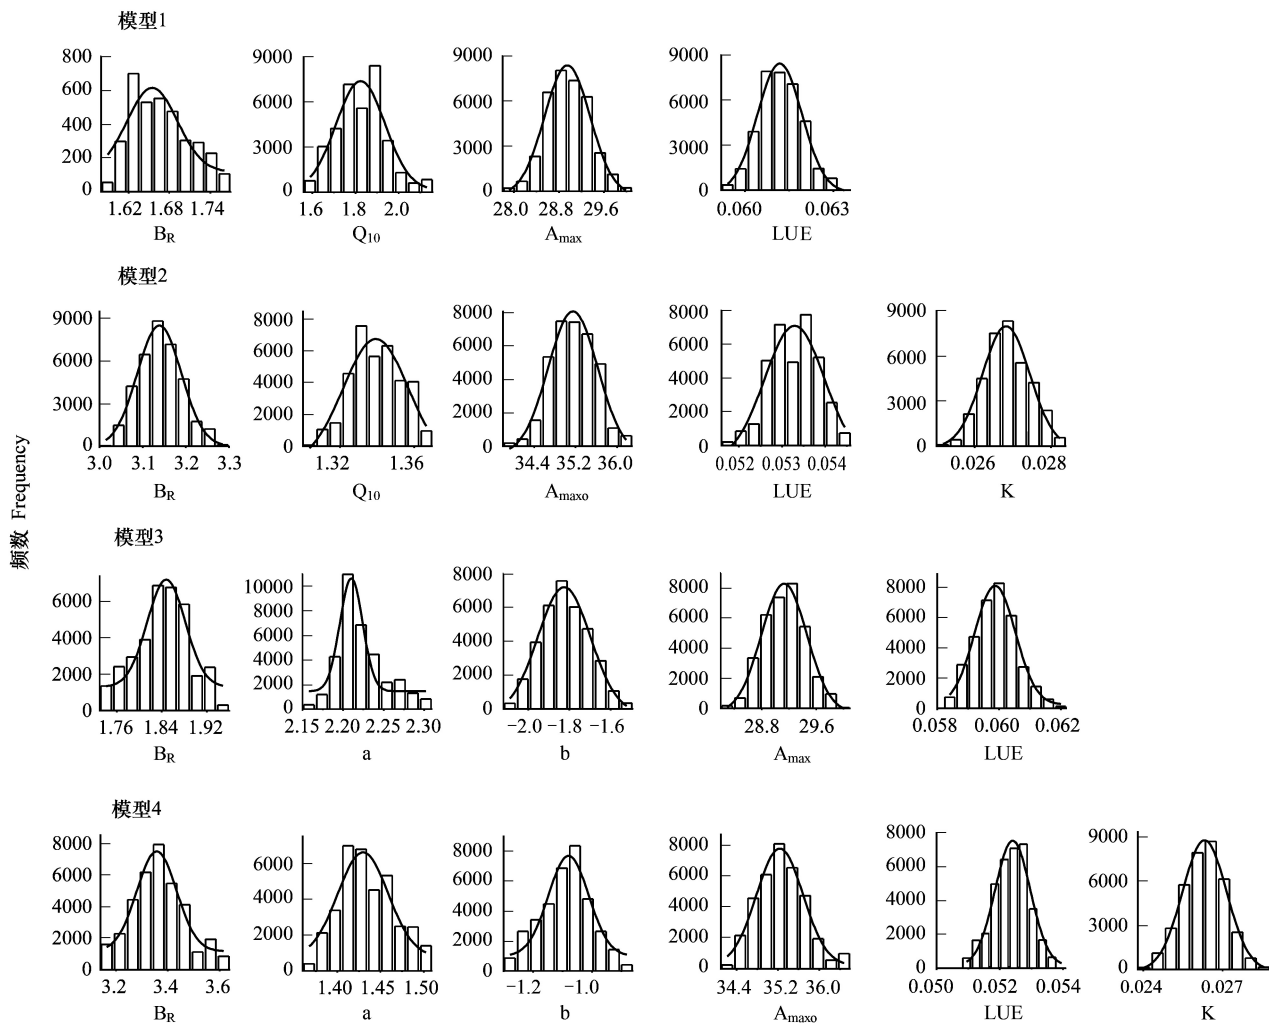 模型1
800
600
400
200
0
1.62 1.68 1.74
B_R
9000
6000
3000
0
1.6 1.8 2.0
Q_10
9000
6000
3000
0
28.0 28.8 29.6
A_max
9000
6000
3000
0
0.060 0.063
LUE
模型2
9000
6000
3000
0
3.0 3.1 3.2 3.3
B_R
8000
6000
4000
2000
0
1.32 1.36
Q_10
8000
6000
4000
2000
0
34.4 35.2 36.0
A_maxo
8000
6000
4000
2000
0
0.052 0.053 0.054
LUE
9000
6000
3000
0
0.026 0.028
K
频数 Frequency
模型3
6000
4000
2000
0
1.76 1.84 1.92
B_R
10000
8000
6000
4000
2000
0
2.15 2.20 2.25 2.30
a
8000
6000
4000
2000
0
−2.0 −1.8 −1.6
b
8000
6000
4000
2000
0
28.8 29.6
A_max
8000
6000
4000
2000
0
0.058 0.060 0.062
LUE
模型4
8000
6000
4000
2000
0
3.2 3.4 3.6
B_R
6000
4000
2000
0
1.40 1.45 1.50
a
8000
6000
4000
2000
0
−1.2 −1.0
b
8000
6000
4000
2000
0
34.4 35.2 36.0
A_maxo
8000
6000
4000
2000
0
0.050 0.052 0.054
LUE
9000
6000
3000
0
0.024 0.027
K